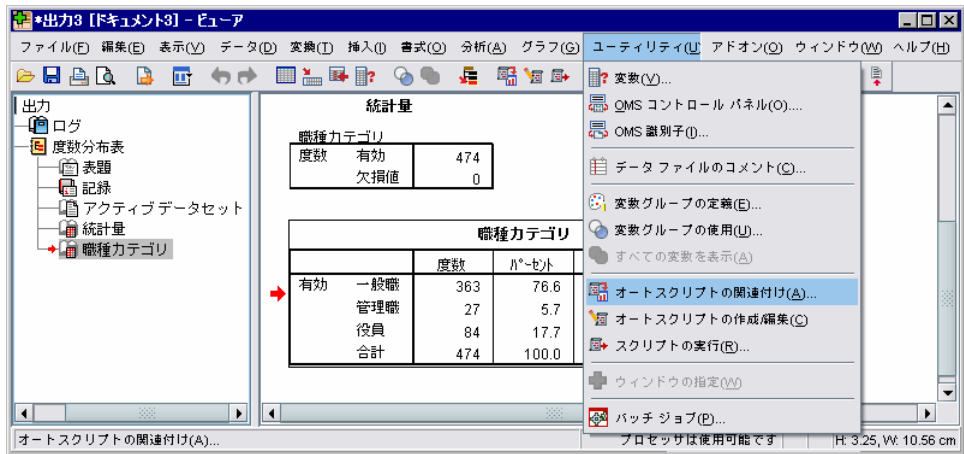 *出力3 [ドキュメント3] - ビューア
ファイル(F) 編集(E) 表示(V) データ(D) 変換(T) 挿入(I) 書式(O) 分析(A) グラフ(G) ユーティリティ(U) アドオン(O) ウィンドウ(W) ヘルプ(H)
出力
ログ
度数分布表
表題
記録
アクティブ データセット
統計量
職種カテゴリ
統計量
職種カテゴリ
度数 有効 474
欠損値 0
職種カテゴリ
度数 パーセント
有効 一般職 363 76.6
管理職 27 5.7
役員 84 17.7
合計 474 100.0
変数(V)...
OMS コントロール パネル(O)....
OMS 識別子(I)...
データ ファイルのコメント(C)...
変数グループの定義(E)...
変数グループの使用(U)...
すべての変数を表示(A)
オートスクリプトの関連付け(A)...
オートスクリプトの作成/編集(C)
スクリプトの実行(R)...
ウィンドウの指定(W)
バッチ ジョブ(P)...
オートスクリプトの関連付け(A)...
プロセッサは使用可能です
H: 3.25, W: 10.56 cm